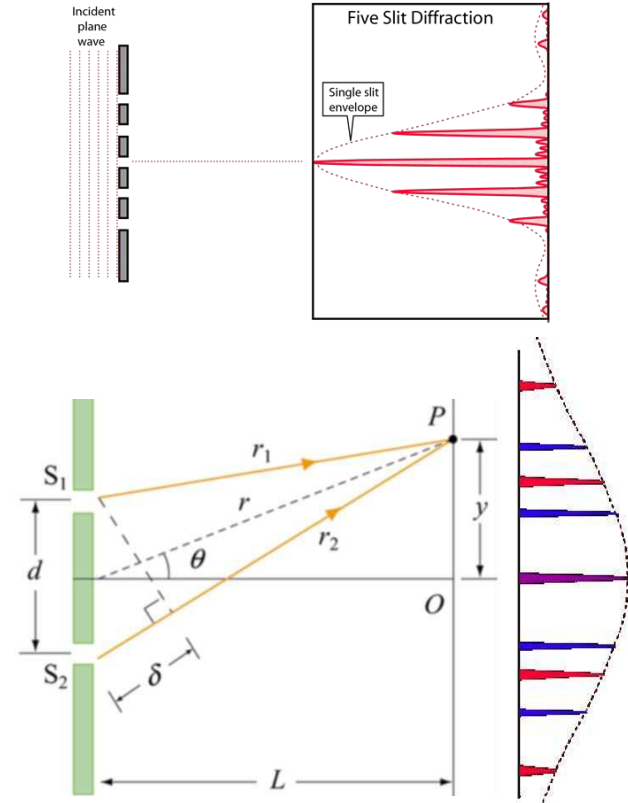 Incident
plane
wave
Five Slit Diffraction
Single slit
envelope
P
S₁
r₁
r
r₂
y
d
θ
O
S₂
δ
L